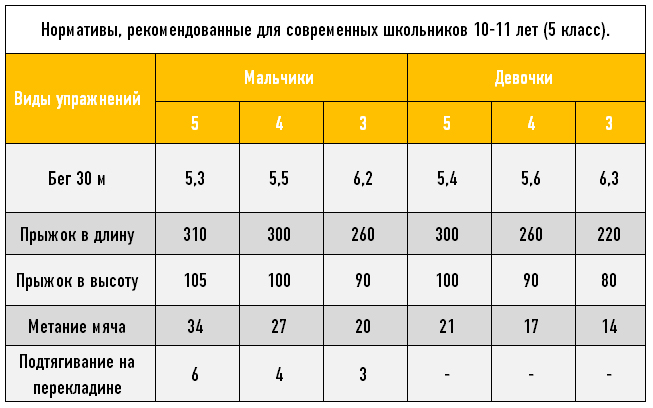 Нормативы, рекомендованные для современных школьников 10-11 лет (5 класс).
Виды упражнений Мальчики Девочки
5 4 3 5 4 3
Бег 30 м 5,3 5,5 6,2 5,4 5,6 6,3
Прыжок в длину 310 300 260 300 260 220
Прыжок в высоту 105 100 90 100 90 80
Метание мяча 34 27 20 21 17 14
Подтягивание на
перекладине 6 4 3 - - -